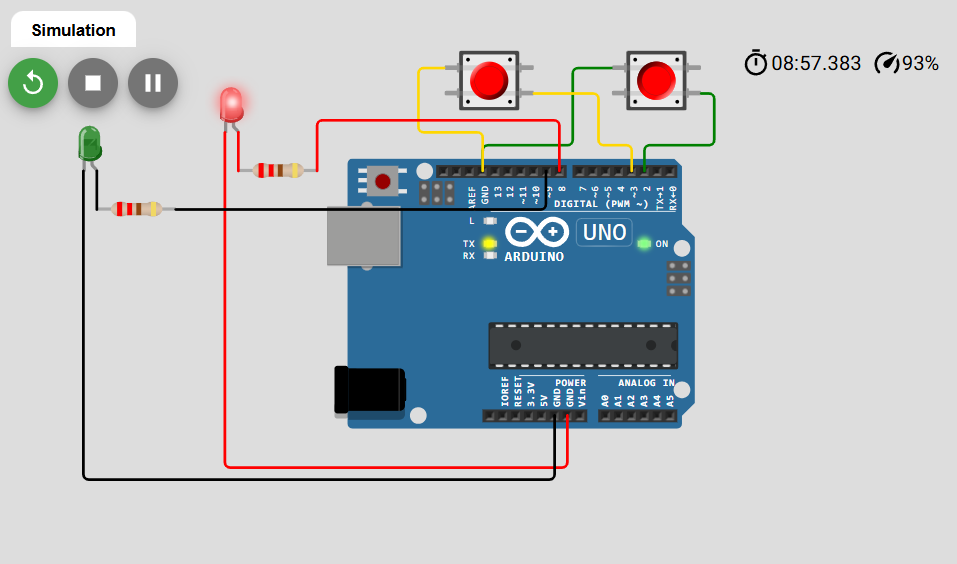 Simulation
08:57.383 93%
AREF GND 13 12 ~11 ~10 ~9 8 7 ~6 ~5 4 ~3 2 TX→1 RX←0
DIGITAL (PWM ~)
L
TX
RX
ARDUINO
UNO
ON
POWER
ANALOG IN
IOREF RESET 3.3V 5V GND GND Vin A0 A1 A2 A3 A4 A5